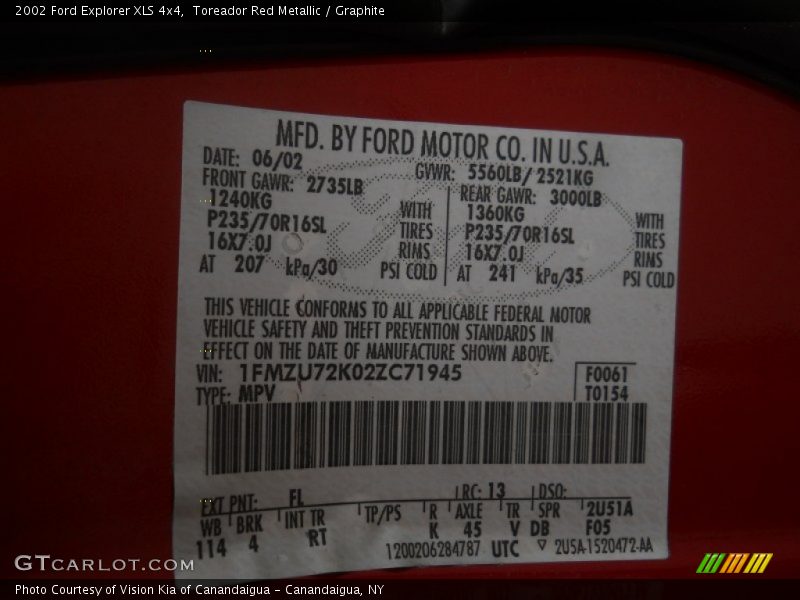 2002 Ford Explorer XLS 4x4,  Toreador Red Metallic / Graphite
MFD. BY FORD MOTOR CO. IN U.S.A.
DATE: 06/02 GVWR: 5560LB/ 2521KG
FRONT GAWR: 2735LB REAR GAWR: 3000LB
1240KG WITH 1360KG WITH
P235/70R16SL TIRES P235/70R16SL TIRES
16X7.0J RIMS 16X7.0J RIMS
AT 207 kPa/30 PSI COLD AT 241 kPa/35 PSI COLD
THIS VEHICLE CONFORMS TO ALL APPLICABLE FEDERAL MOTOR
VEHICLE SAFETY AND THEFT PREVENTION STANDARDS IN
EFFECT ON THE DATE OF MANUFACTURE SHOWN ABOVE.
VIN: 1FMZU72K02ZC71945 F0061
TYPE: MPV T0154
EXT PNT: FL RC: 13 DSO:
WB BRK INT TR TP/PS R AXLE TR SPR 2U51A
114 4 RT K 45 V DB F05
1200206284787 UTC ▽ 2U5A-1520472-AA
GTCARLOT.COM
Photo Courtesy of Vision Kia of Canandaigua – Canandaigua, NY